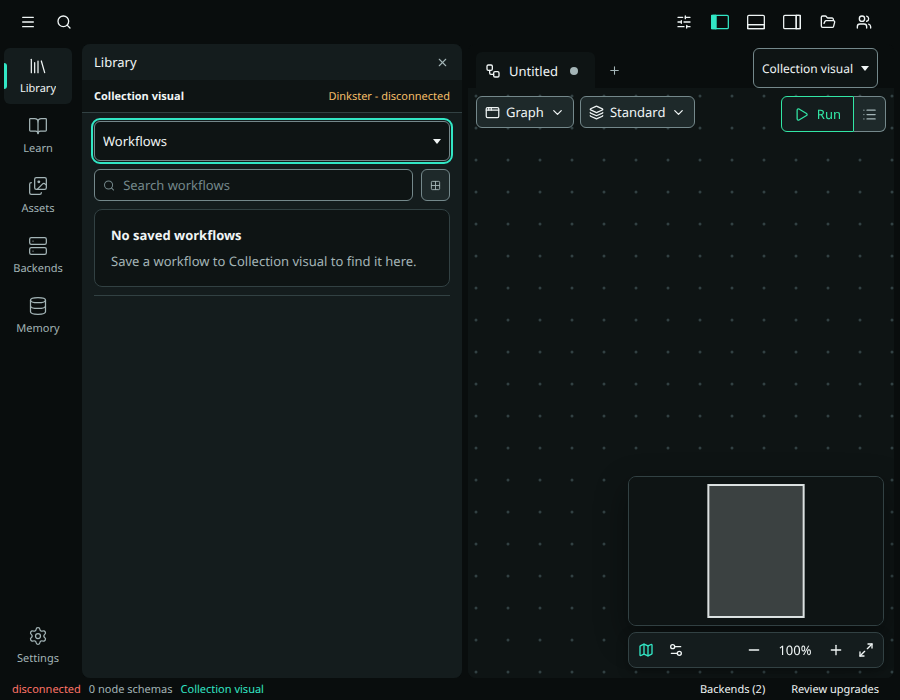 Library
Learn
Assets
Backends
Memory
Settings
Library
Collection visual
Dinkster - disconnected
Workflows
Search workflows
No saved workflows
Save a workflow to Collection visual to find it here.
Untitled
Collection visual
Graph
Standard
Run
100%
disconnected
0 node schemas
Collection visual
Backends (2)
Review upgrades